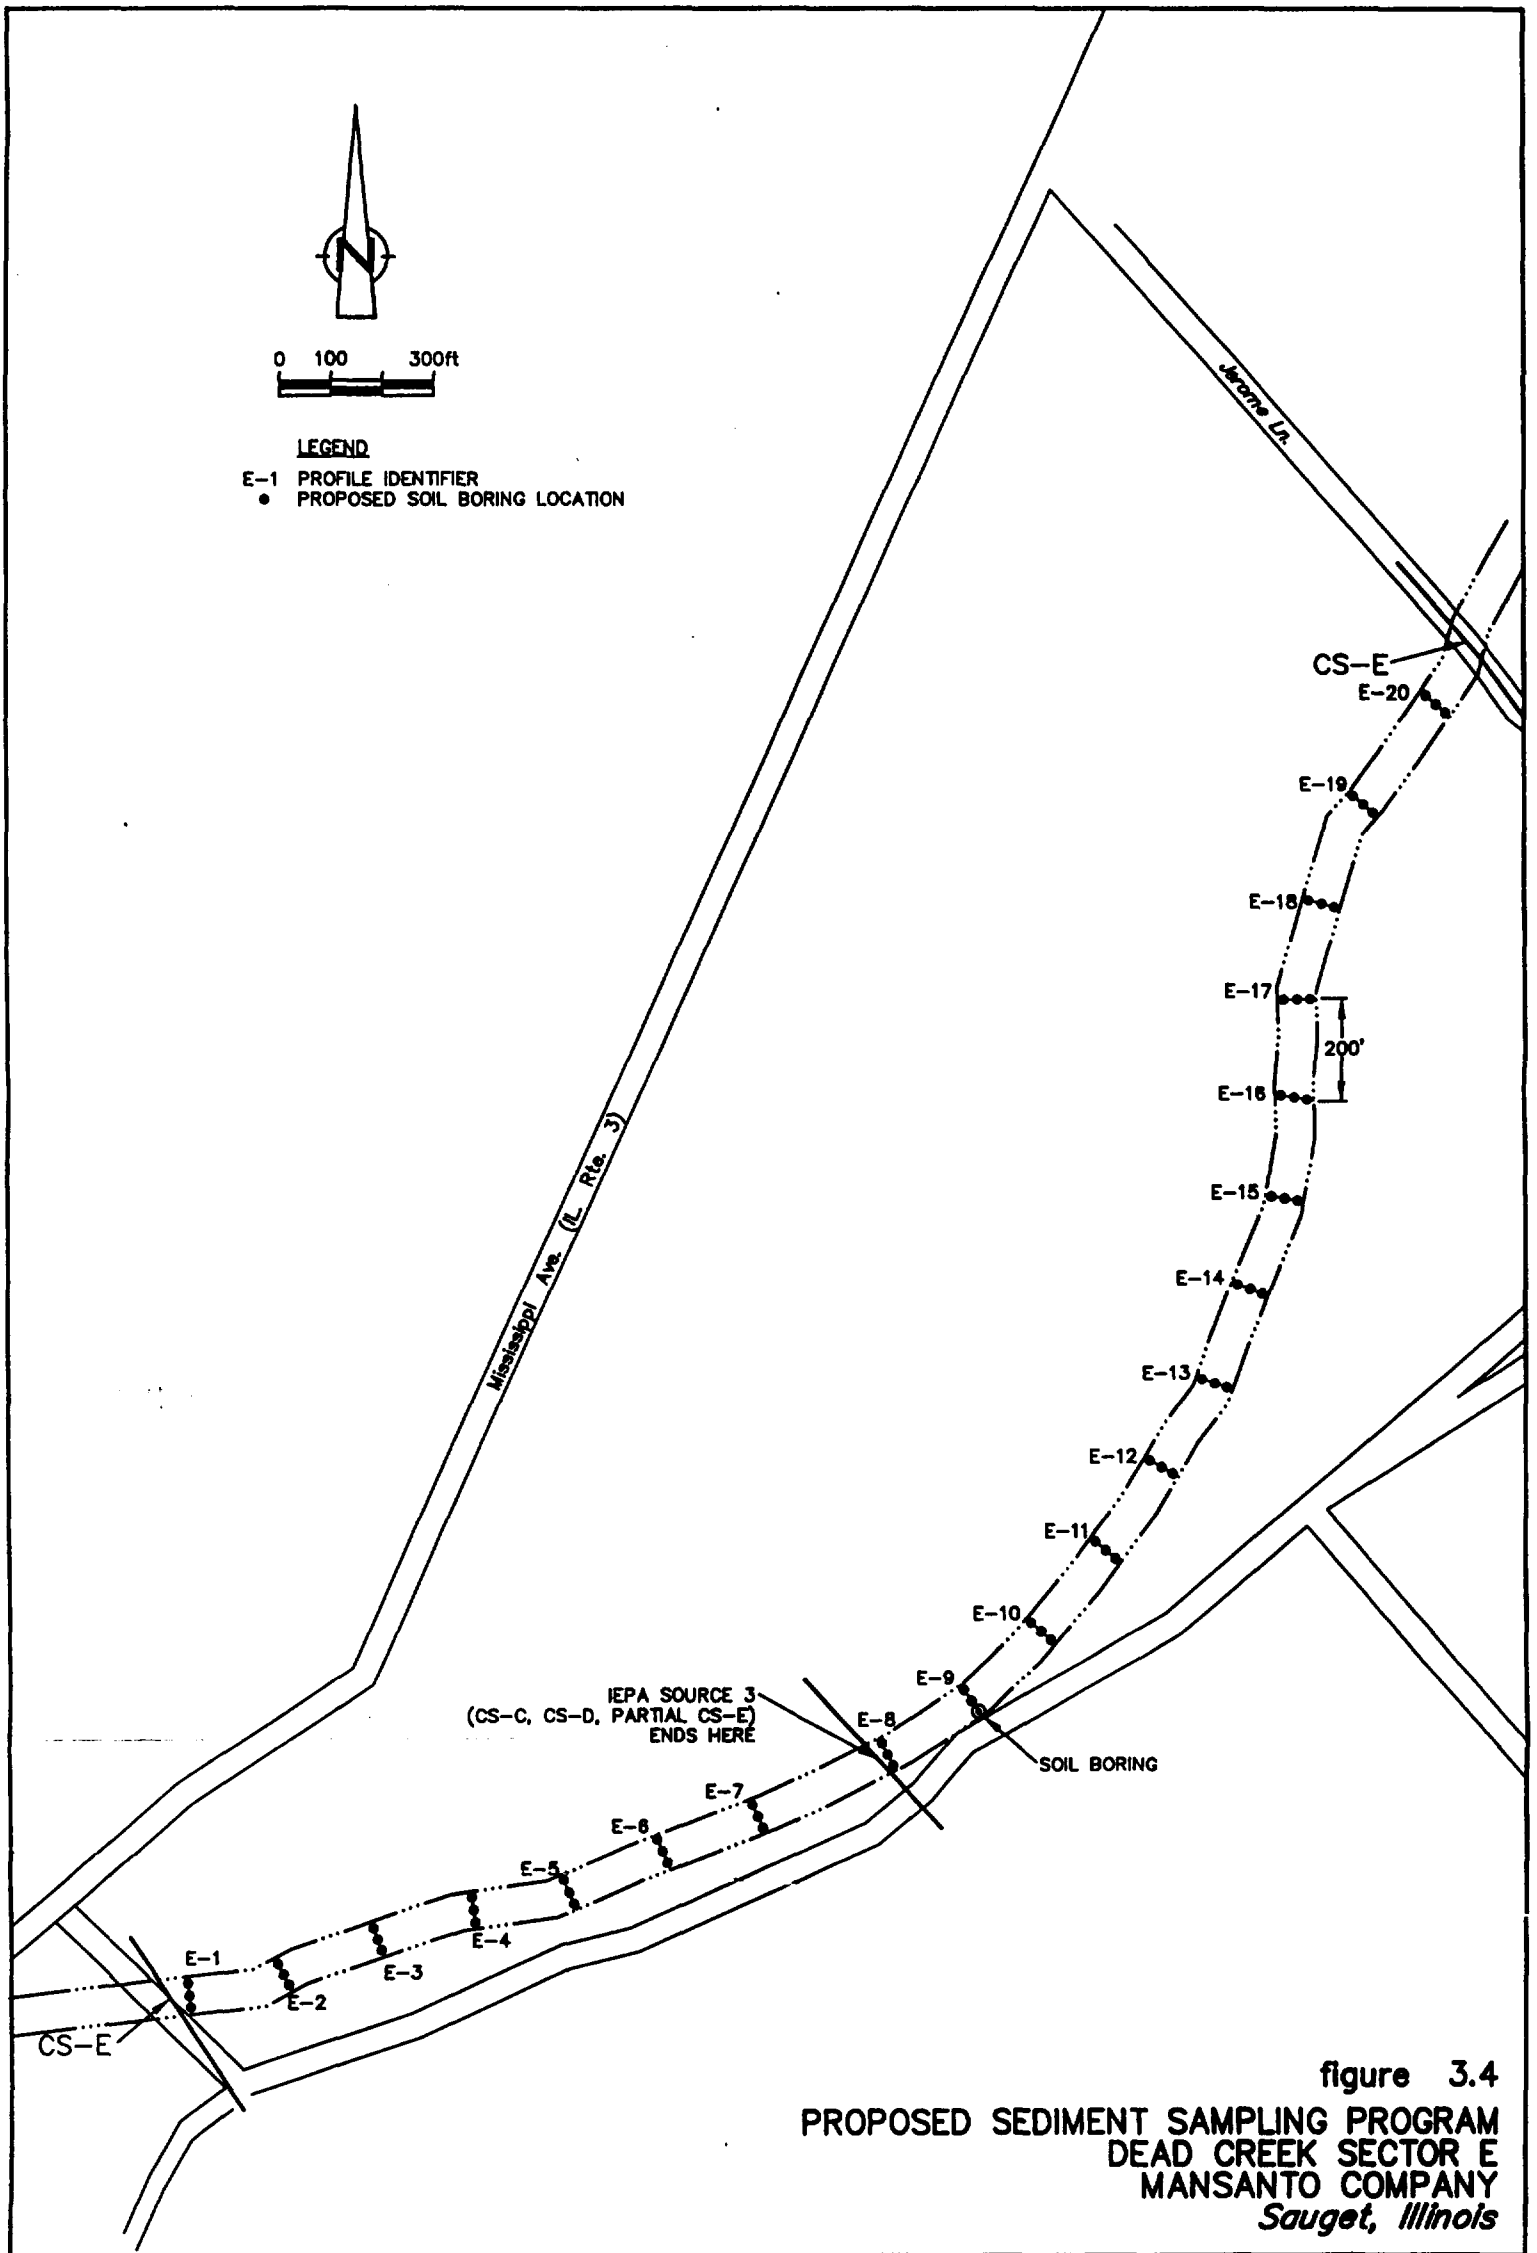 N
0 100 300ft
LEGEND
E-1 PROFILE IDENTIFIER
● PROPOSED SOIL BORING LOCATION
Jerome Ln.
CS-E
E-20
E-19
E-18
E-17
200'
E-16
E-15
E-14
E-13
E-12
E-11
E-10
E-9
E-8
E-7
E-6
E-5
E-4
E-3
E-2
E-1
Mississippi Ave. (IL. Rte. 3)
IEPA SOURCE 3
(CS-C, CS-D, PARTIAL CS-E)
ENDS HERE
SOIL BORING
CS-E
figure 3.4
PROPOSED SEDIMENT SAMPLING PROGRAM
DEAD CREEK SECTOR E
MANSANTO COMPANY
Sauget, Illinois